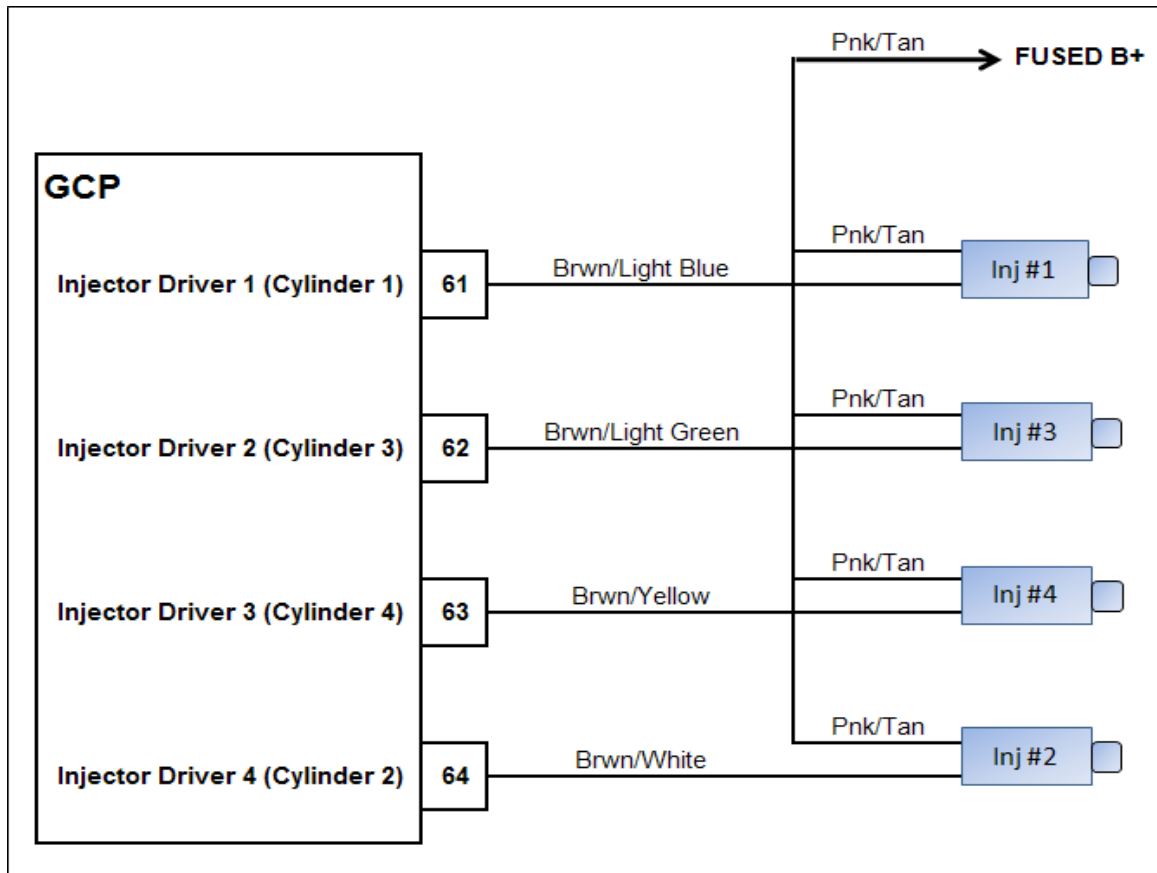 Pnk/Tan
FUSED B+
GCP
Injector Driver 1 (Cylinder 1)
61
Brwn/Light Blue
Pnk/Tan
Inj #1
Injector Driver 2 (Cylinder 3)
62
Brwn/Light Green
Pnk/Tan
Inj #3
Injector Driver 3 (Cylinder 4)
63
Brwn/Yellow
Pnk/Tan
Inj #4
Injector Driver 4 (Cylinder 2)
64
Brwn/White
Pnk/Tan
Inj #2